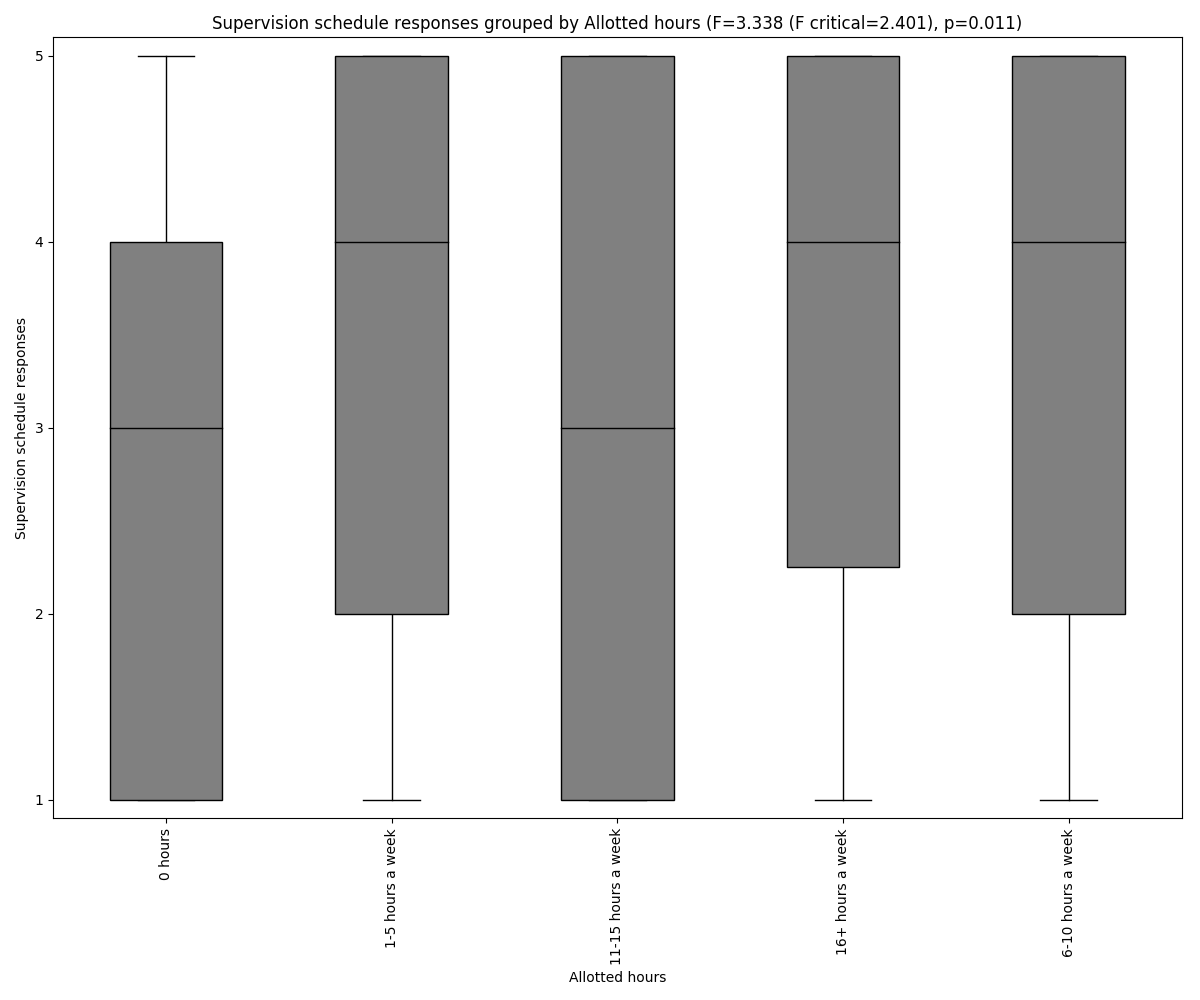 Supervision schedule responses grouped by Allotted hours (F=3.338 (F critical=2.401), p=0.011)
Supervision schedule responses
5
4
3
2
1
0 hours
1-5 hours a week
11-15 hours a week
16+ hours a week
6-10 hours a week
Allotted hours